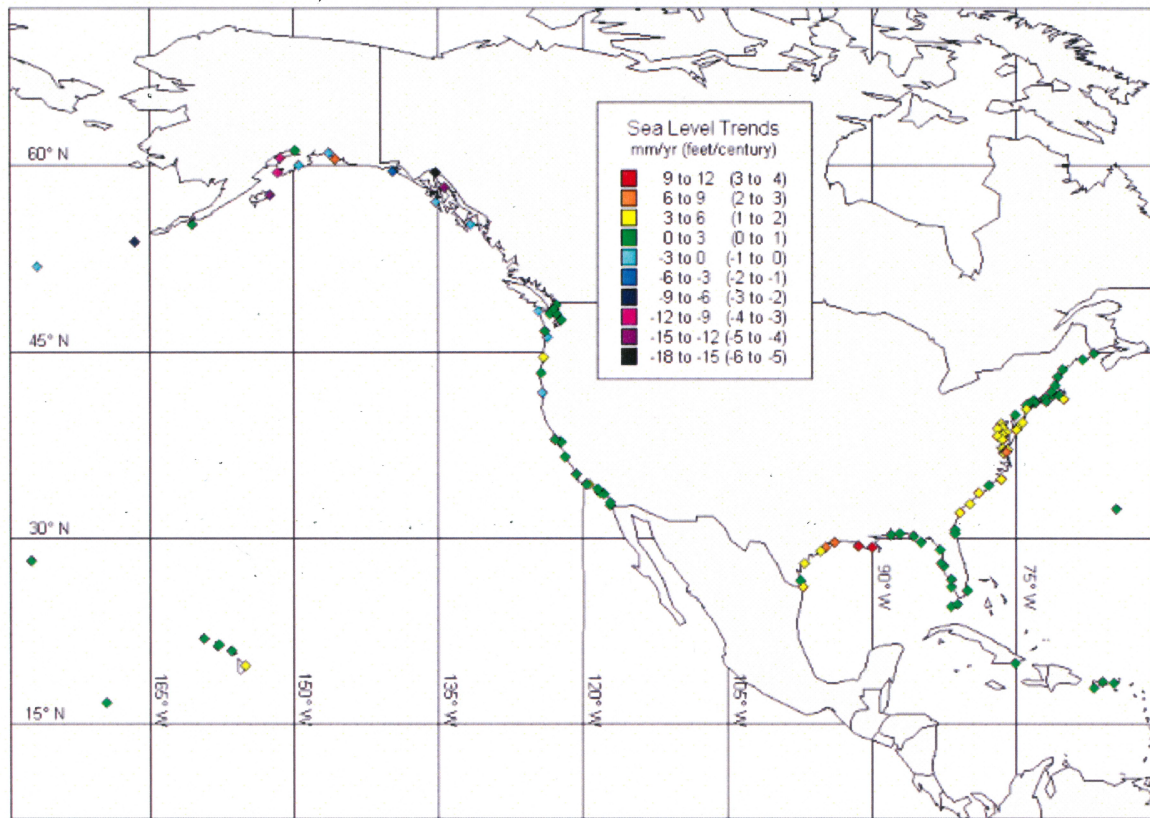 Sea Level Trends
mm/yr (feet/century)
9 to 12 (3 to 4)
6 to 9 (2 to 3)
3 to 6 (1 to 2)
0 to 3 (0 to 1)
-3 to 0 (-1 to 0)
-6 to -3 (-2 to -1)
-9 to -6 (-3 to -2)
-12 to -9 (-4 to -3)
-15 to -12 (-5 to -4)
-18 to -15 (-6 to -5)
60° N
45° N
30° N
15° N
165° W
150° W
135° W
120° W
105° W
90° W
75° W